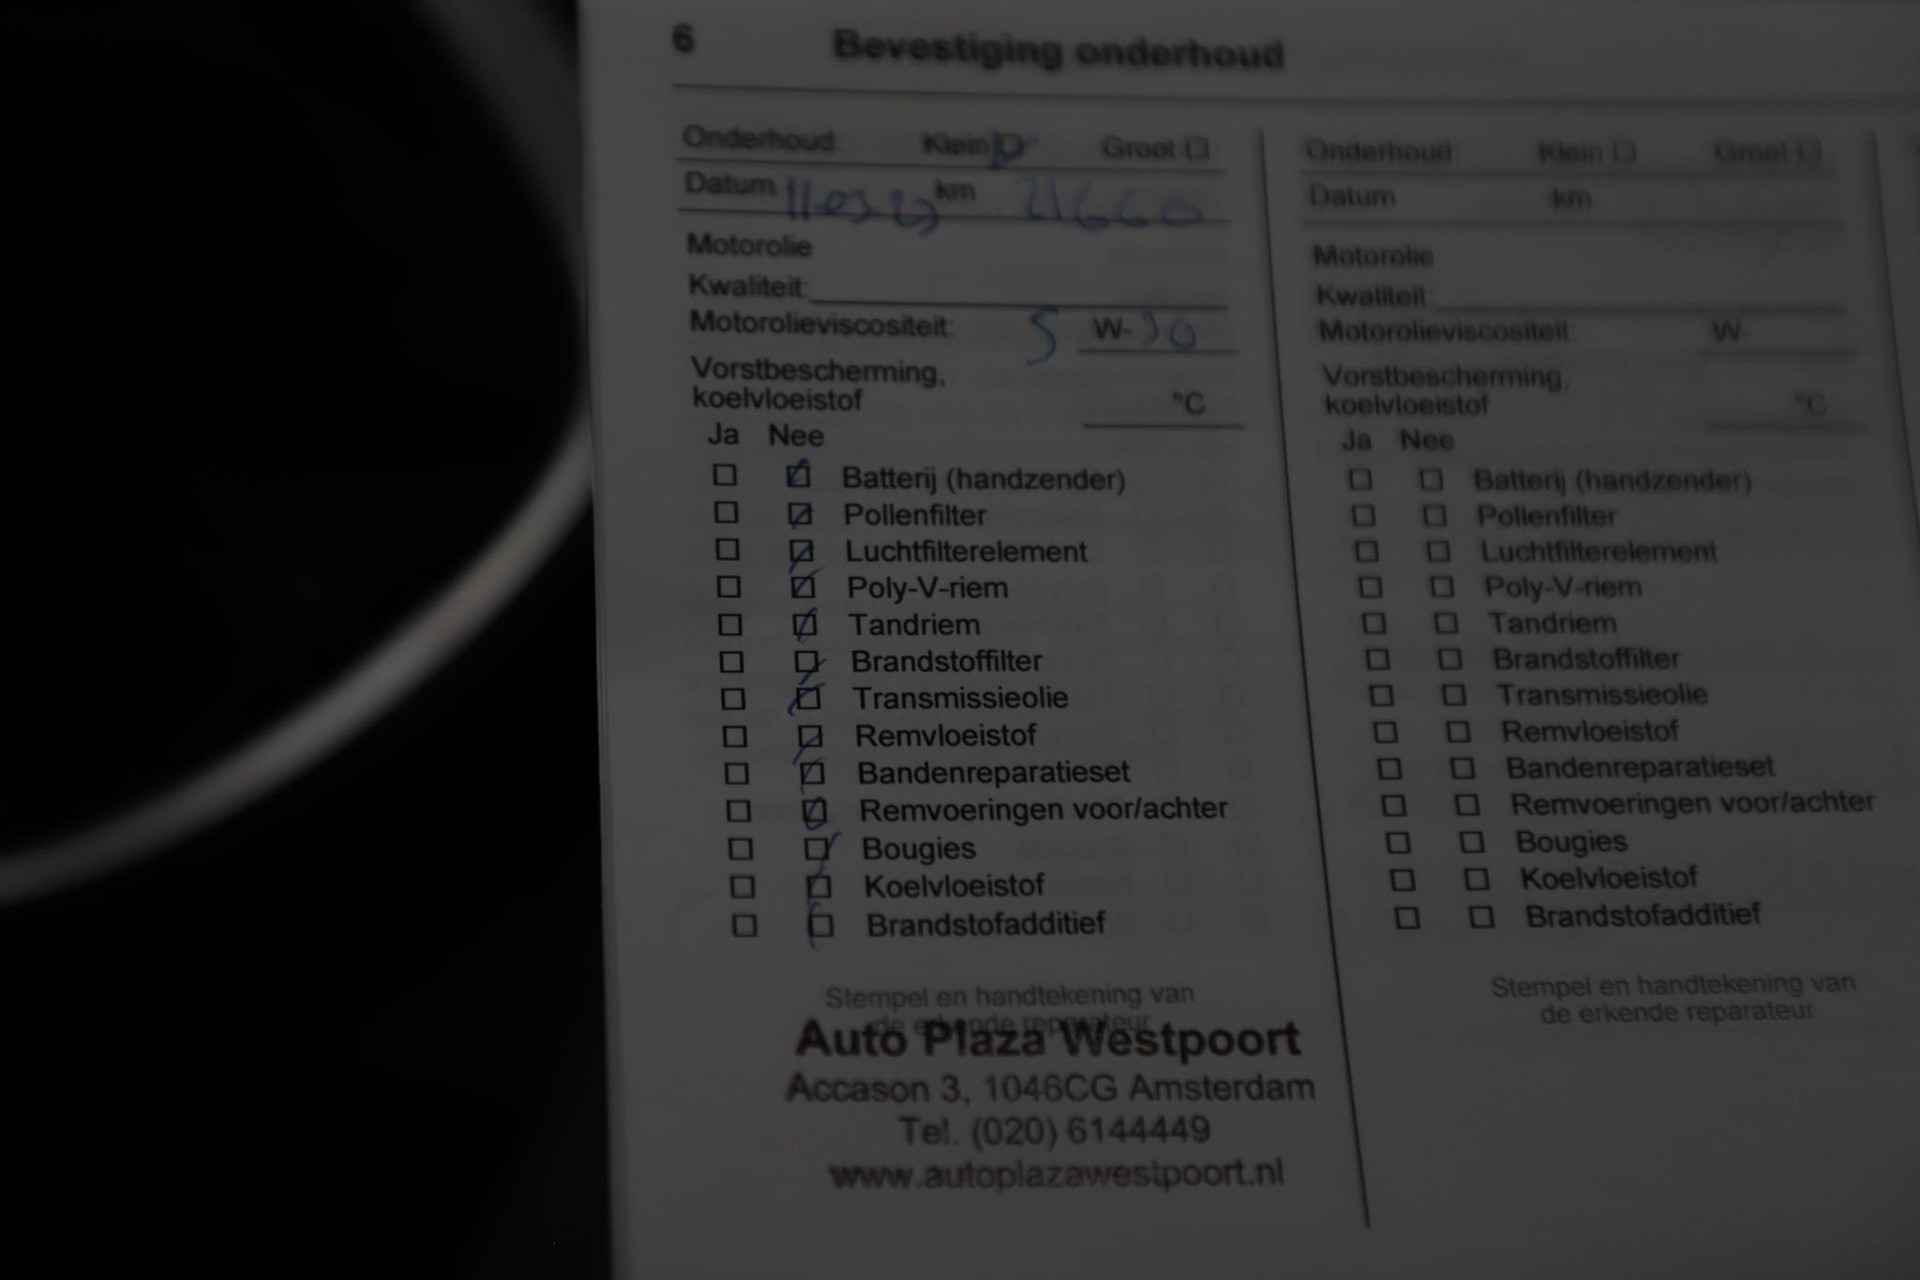 6 Bevestiging onderhoud
Onderhoud: Klein Groot
Datum km
Motorolie
Kwaliteit:
Motorolieviscositeit: 5 W-30
Vorstbescherming,
koelvloeistof °C
Ja Nee
Batterij (handzender)
Pollenfilter
Luchtfilterelement
Poly-V-riem
Tandriem
Brandstoffilter
Transmissieolie
Remvloeistof
Bandenreparatieset
Remvoeringen voor/achter
Bougies
Koelvloeistof
Brandstofadditief
Stempel en handtekening van
de erkende reparateur
Auto Plaza Westpoort
Accason 3, 1046CG Amsterdam
Tel. (020) 6144449
www.autoplazawestpoort.nl
Onderhoud: Klein Groot
Datum km
Motorolie
Kwaliteit:
Motorolieviscositeit: W-
Vorstbescherming,
koelvloeistof °C
Ja Nee
Batterij (handzender)
Pollenfilter
Luchtfilterelement
Poly-V-riem
Tandriem
Brandstoffilter
Transmissieolie
Remvloeistof
Bandenreparatieset
Remvoeringen voor/achter
Bougies
Koelvloeistof
Brandstofadditief
Stempel en handtekening van
de erkende reparateur